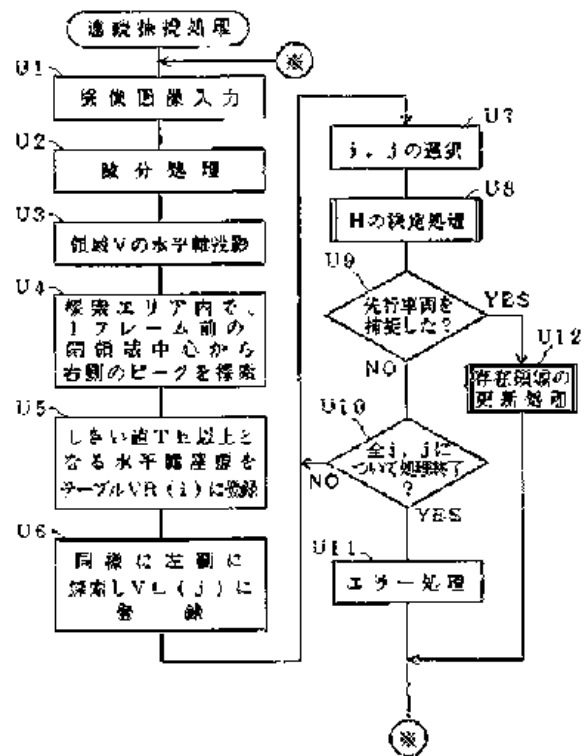 連続捕捉処理
※
U1
映像画像入力
U2
微分処理
U3
領域Vの水平軸投影
U4
探索エリア内で、
1フレーム前の
閉領域中心から
右側のピークを探索
U5
しきい値TH以上と
なる水平軸座標を
テーブルVR(i)に登録
U6
同様に左側に
探索しVL(j)に
登録
U7
i,jの選択
U8
Hの決定処理
U9
先行車両を
捕捉した?
YES
NO
U12
存在領域の
更新処理
U10
全i,jに
ついて処理終了
?
NO
YES
U11
エラー処理
※